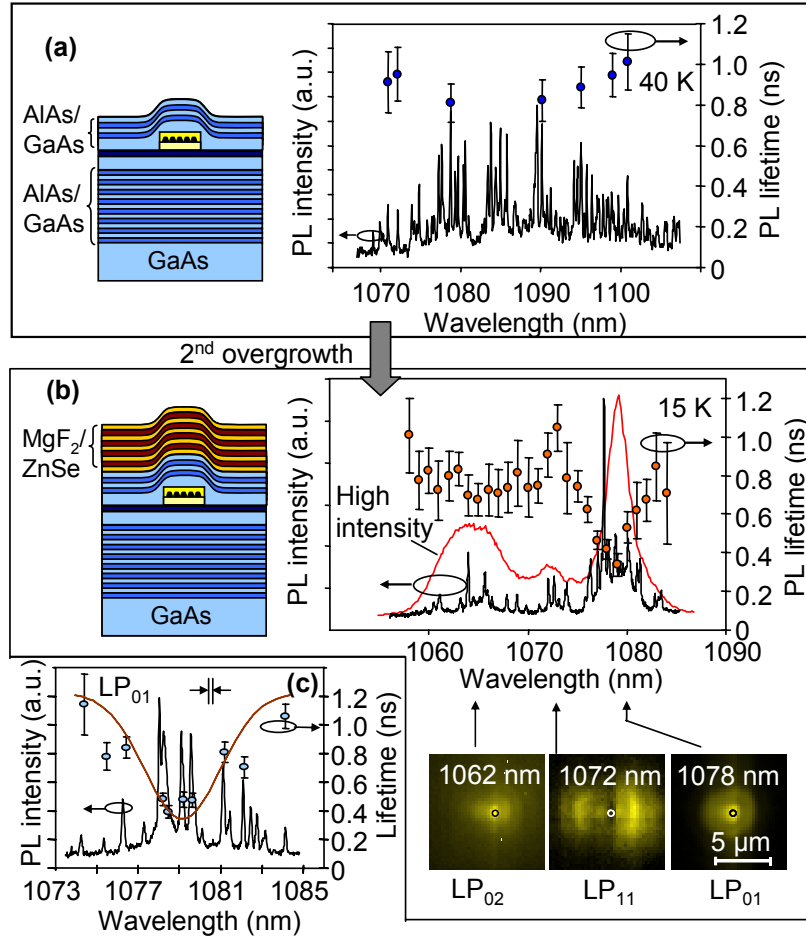 (a)
AlAs/
GaAs
AlAs/
GaAs
GaAs
PL intensity (a.u.)
40 K
1.2
1.0
0.8
0.6
0.4
0.2
0
PL lifetime (ns)
1070 1080 1090 1100
Wavelength (nm)
2nd overgrowth
(b)
MgF2/
ZnSe
GaAs
PL intensity (a.u.)
High
intensity
15 K
1.2
1.0
0.8
0.6
0.4
0.2
0
PL lifetime (ns)
1060 1070 1080 1090
Wavelength (nm)
(c)
LP01
PL intensity (a.u.)
1.2
1.0
0.8
0.6
0.4
0.2
0
Lifetime (ns)
1073 1077 1081 1085
Wavelength (nm)
1062 nm 1072 nm 1078 nm
5 µm
LP02 LP11 LP01